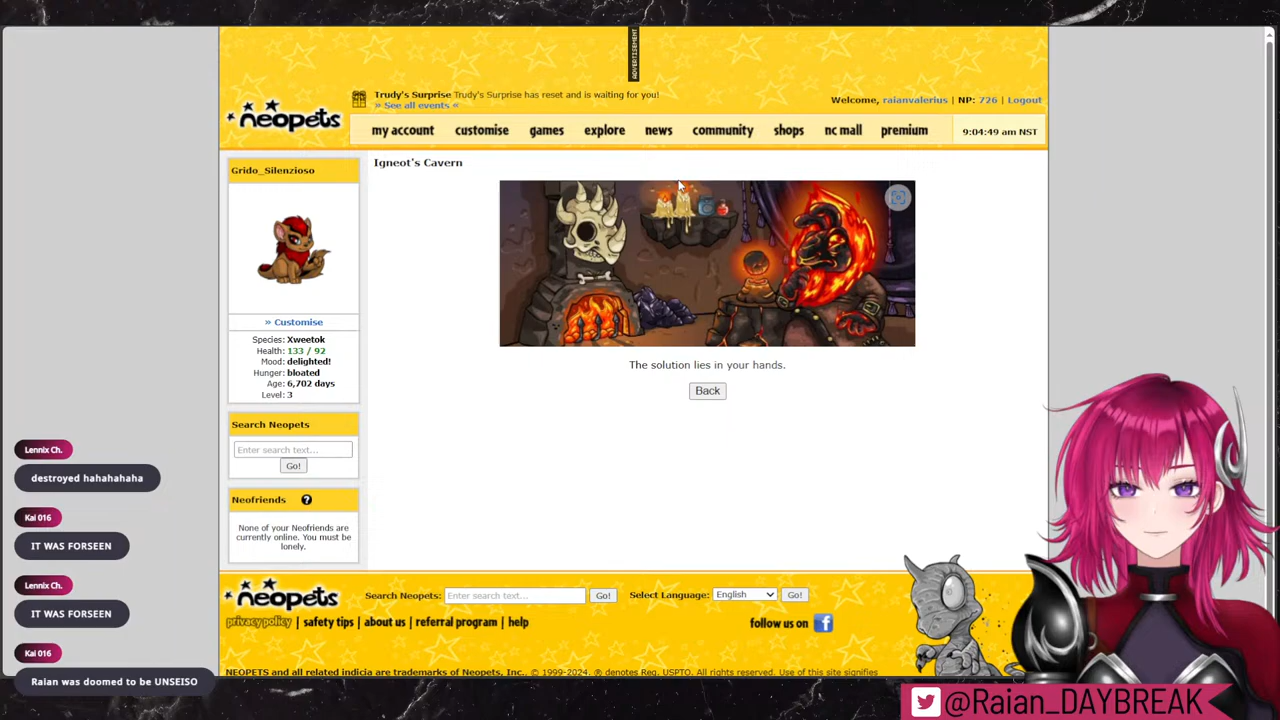 ADVERTISEMENT
Trudy's Surprise Trudy's Surprise has reset and is waiting for you!
» See all events «
Welcome, raianvalerius | NP: 726 | Logout
neopets
my account
customise
games
explore
news
community
shops
nc mall
premium
9:04:49 am NST
Grido_Silenzioso
» Customise
Species: Xweetok
Health: 133 / 92
Mood: delighted!
Hunger: bloated
Age: 6,702 days
Level: 3
Search Neopets
Enter search text...
Go!
Neofriends ?
None of your Neofriends are
currently online. You must be
lonely.
Igneot's Cavern
The solution lies in your hands.
Back
Lennix Ch.
destroyed hahahahaha
Kai 016
IT WAS FORSEEN
Lennix Ch.
IT WAS FORSEEN
Kai 016
Raian was doomed to be UNSEISO
neopets
Search Neopets: Enter search text... Go! Select Language: English Go!
privacy policy | safety tips | about us | referral program | help
follow us on f
NEOPETS and all related indicia are trademarks of Neopets, Inc., © 1999-2024. ® denotes Reg. USPTO. All rights reserved. Use of this site signifies
@Raian_DAYBREAK